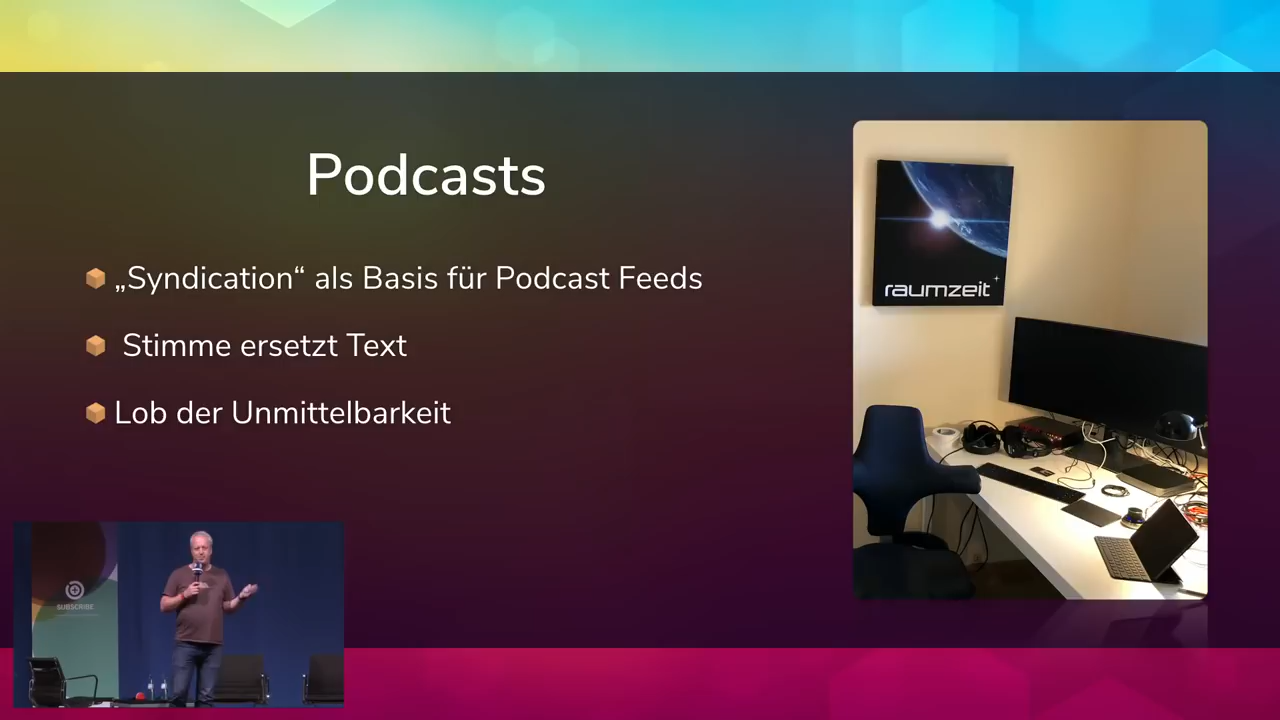 Podcasts
„Syndication“ als Basis für Podcast Feeds
Stimme ersetzt Text
Lob der Unmittelbarkeit
raumzeit
SUBSCRIBE